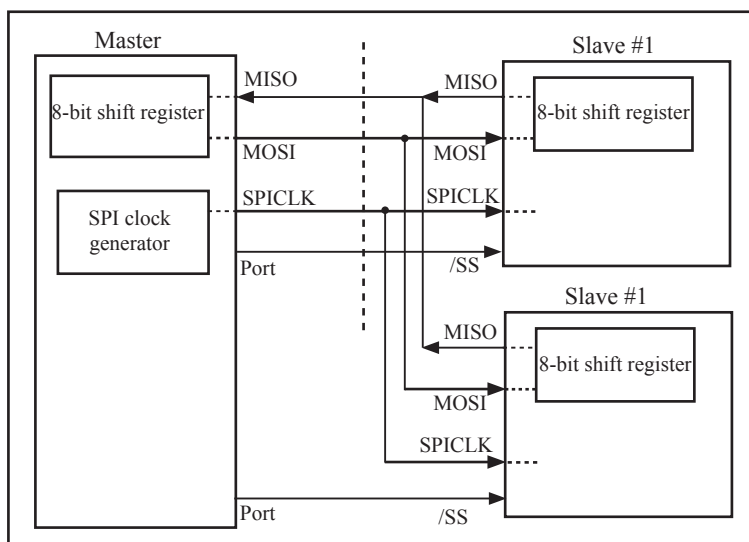 Master
8-bit shift register
SPI clock
generator
MISO
MOSI
SPICLK
Port
Port
Slave #1
MISO
8-bit shift register
MOSI
SPICLK
/SS
Slave #1
MISO
8-bit shift register
MOSI
SPICLK
/SS